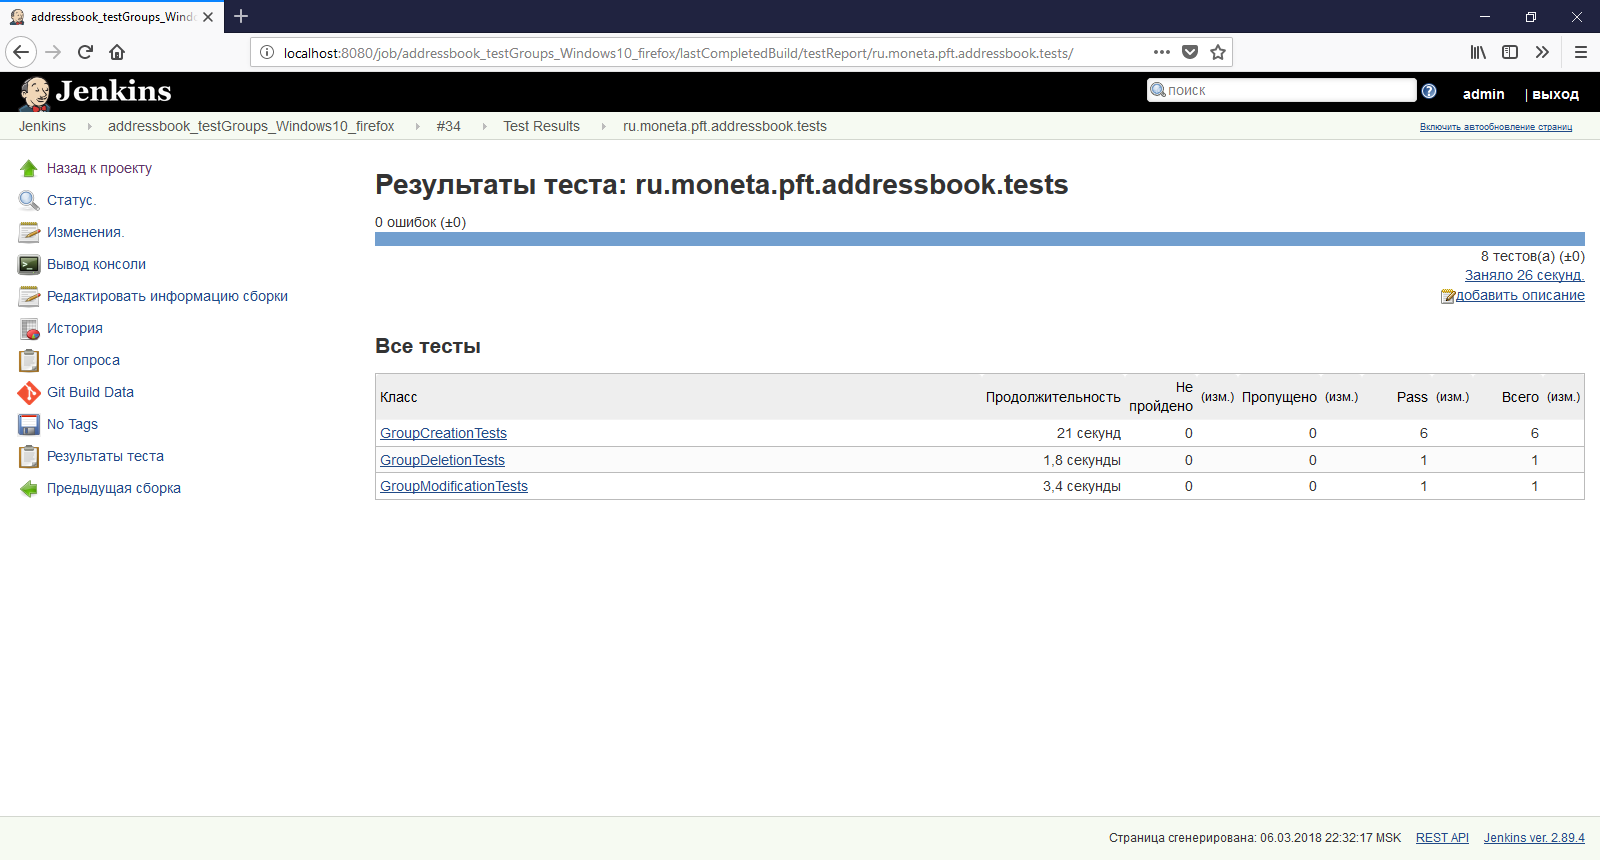 addressbook_testGroups_Wind
localhost:8080/job/addressbook_testGroups_Windows10_firefox/lastCompletedBuild/testReport/ru.moneta.pft.addressbook.tests/
Jenkins
поиск
admin
| выход
Jenkins
addressbook_testGroups_Windows10_firefox
#34
Test Results
ru.moneta.pft.addressbook.tests
Включить автообновление страниц
Назад к проекту
Статус.
Изменения.
Вывод консоли
Редактировать информацию сборки
История
Лог опроса
Git Build Data
No Tags
Результаты теста
Предыдущая сборка
Результаты теста: ru.moneta.pft.addressbook.tests
0 ошибок (±0)
8 тестов(а) (±0)
Заняло 26 секунд.
добавить описание
Все тесты
Класс Продолжительность Не пройдено (изм.) Пропущено (изм.) Pass (изм.) Всего (изм.)
GroupCreationTests 21 секунд 0 0 6 6
GroupDeletionTests 1,8 секунды 0 0 1 1
GroupModificationTests 3,4 секунды 0 0 1 1
Страница сгенерирована: 06.03.2018 22:32:17 MSK REST API Jenkins ver. 2.89.4